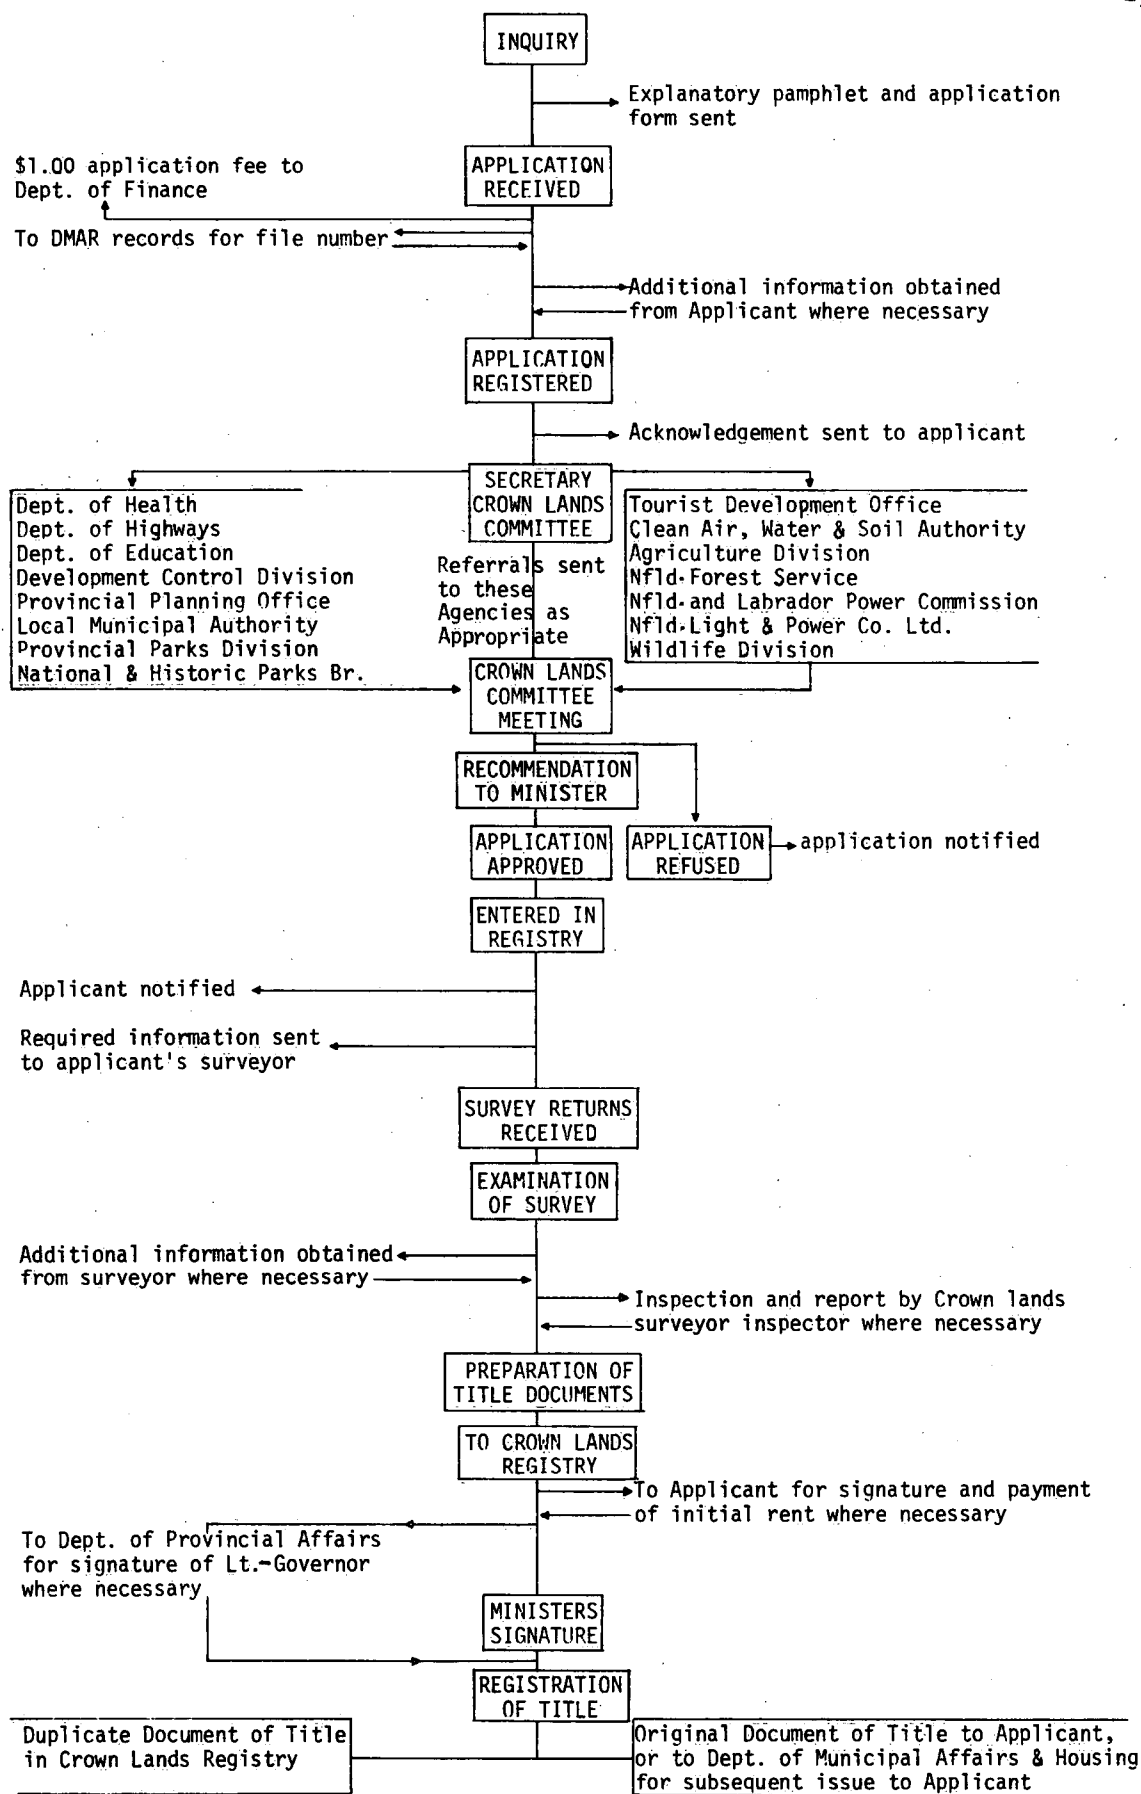 INQUIRY
Explanatory pamphlet and application
form sent
$1.00 application fee to
Dept. of Finance
APPLICATION
RECEIVED
To DMAR records for file number
Additional information obtained
from Applicant where necessary
APPLICATION
REGISTERED
Acknowledgement sent to applicant
SECRETARY
CROWN LANDS
COMMITTEE
Dept. of Health
Dept. of Highways
Dept. of Education
Development Control Division
Provincial Planning Office
Local Municipal Authority
Provincial Parks Division
National & Historic Parks Br.
Referrals sent
to these
Agencies as
Appropriate
Tourist Development Office
Clean Air, Water & Soil Authority
Agriculture Division
Nfld. Forest Service
Nfld. and Labrador Power Commission
Nfld. Light & Power Co. Ltd.
Wildlife Division
CROWN LANDS
COMMITTEE
MEETING
RECOMMENDATION
TO MINISTER
APPLICATION
APPROVED
APPLICATION
REFUSED
application notified
ENTERED IN
REGISTRY
Applicant notified
Required information sent
to applicant's surveyor
SURVEY RETURNS
RECEIVED
EXAMINATION
OF SURVEY
Additional information obtained
from surveyor where necessary
Inspection and report by Crown lands
surveyor inspector where necessary
PREPARATION OF
TITLE DOCUMENTS
TO CROWN LANDS
REGISTRY
To Applicant for signature and payment
of initial rent where necessary
To Dept. of Provincial Affairs
for signature of Lt.-Governor
where necessary
MINISTERS
SIGNATURE
REGISTRATION
OF TITLE
Duplicate Document of Title
in Crown Lands Registry
Original Document of Title to Applicant,
or to Dept. of Municipal Affairs & Housing
for subsequent issue to Applicant